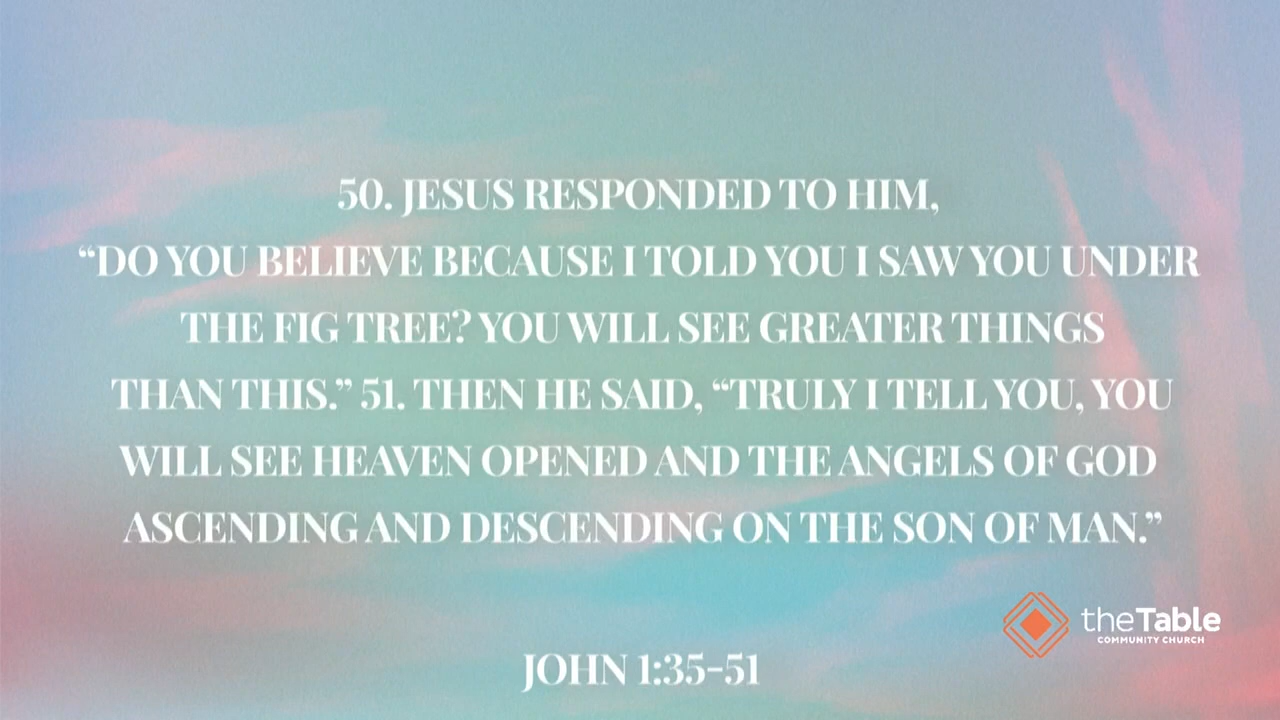 50. JESUS RESPONDED TO HIM,
“DO YOU BELIEVE BECAUSE I TOLD YOU I SAW YOU UNDER
THE FIG TREE? YOU WILL SEE GREATER THINGS
THAN THIS.” 51. THEN HE SAID, “TRULY I TELL YOU, YOU
WILL SEE HEAVEN OPENED AND THE ANGELS OF GOD
ASCENDING AND DESCENDING ON THE SON OF MAN.”
theTable
COMMUNITY CHURCH
JOHN 1:35-51